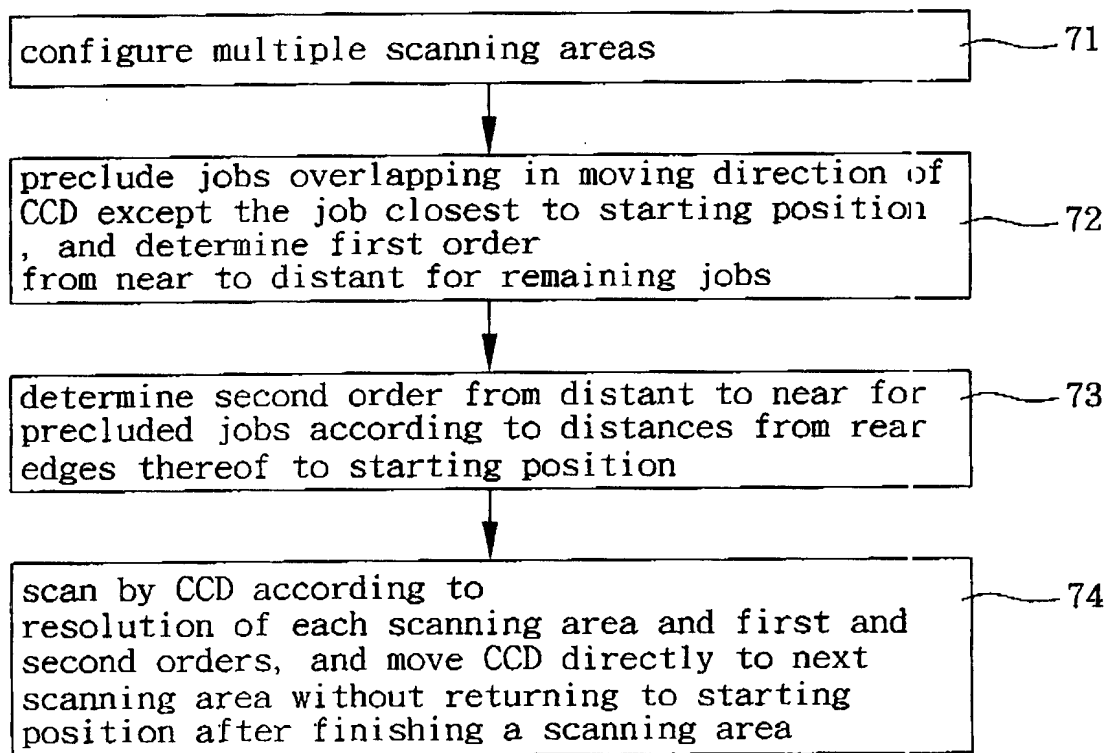 configure multiple scanning areas
71
preclude jobs overlapping in moving direction of
CCD except the job closest to starting position
, and determine first order
from near to distant for remaining jobs
72
determine second order from distant to near for
precluded jobs according to distances from rear
edges thereof to starting position
73
scan by CCD according to
resolution of each scanning area and first and
second orders, and move CCD directly to next
scanning area without returning to starting
position after finishing a scanning area
74